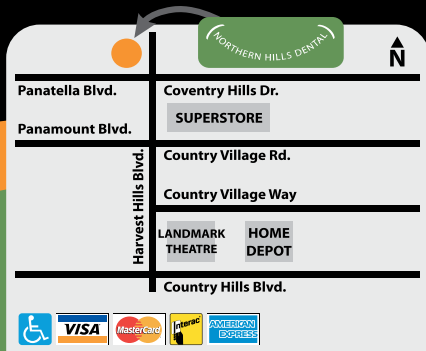 NORTHERN HILLS DENTAL
N
Panatella Blvd.
Coventry Hills Dr.
SUPERSTORE
Panamount Blvd.
Country Village Rd.
Harvest Hills Blvd.
Country Village Way
LANDMARK
THEATRE
HOME
DEPOT
Country Hills Blvd.
VISA
MasterCard
Interac
AMERICAN
EXPRESS